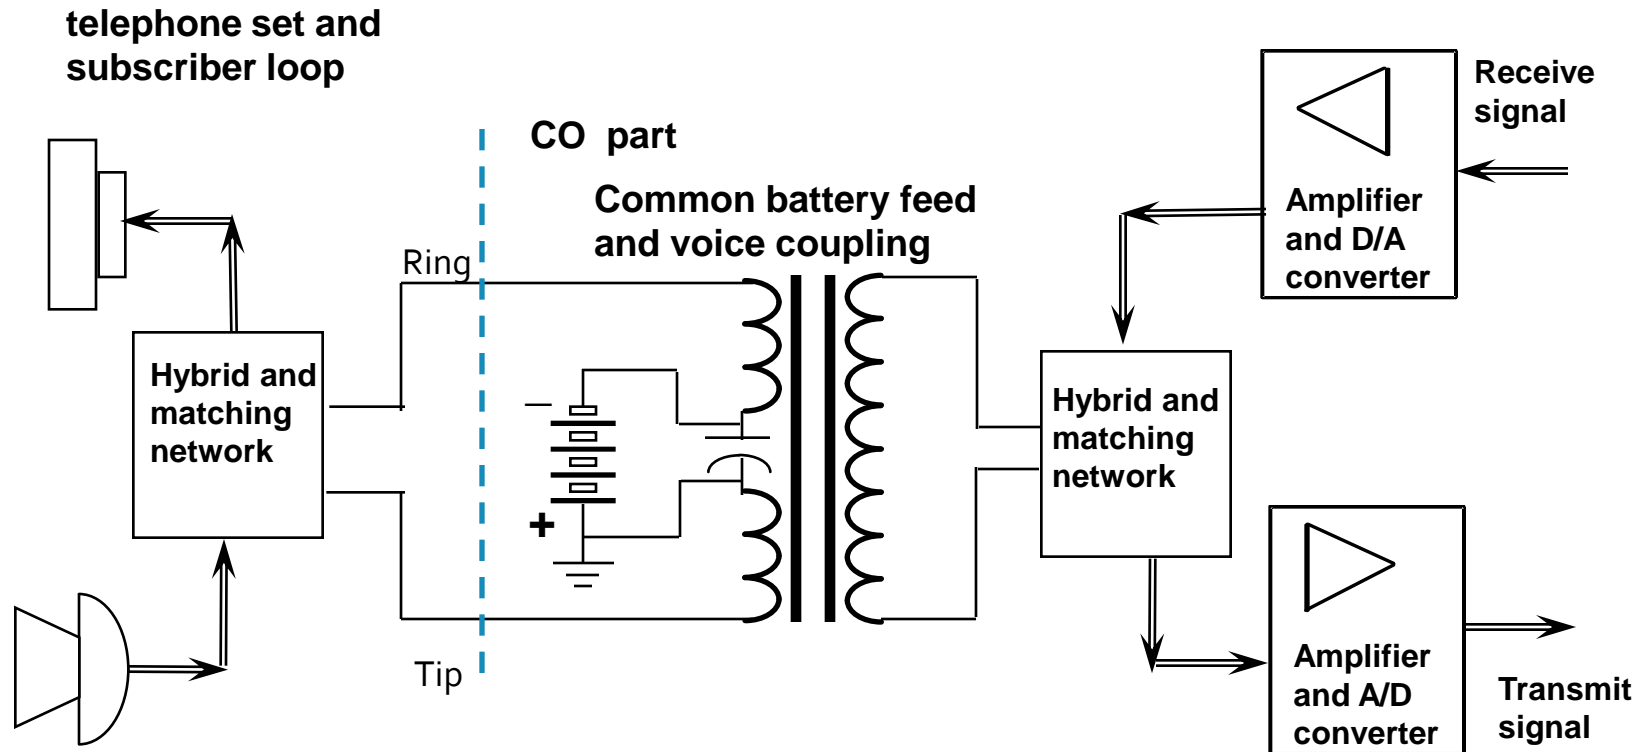 telephone set and
subscriber loop
CO part
Common battery feed
and voice coupling
Ring
Tip
Hybrid and
matching
network
–
+
Hybrid and
matching
network
Receive
signal
Amplifier
and D/A
converter
Amplifier
and A/D
converter
Transmit
signal